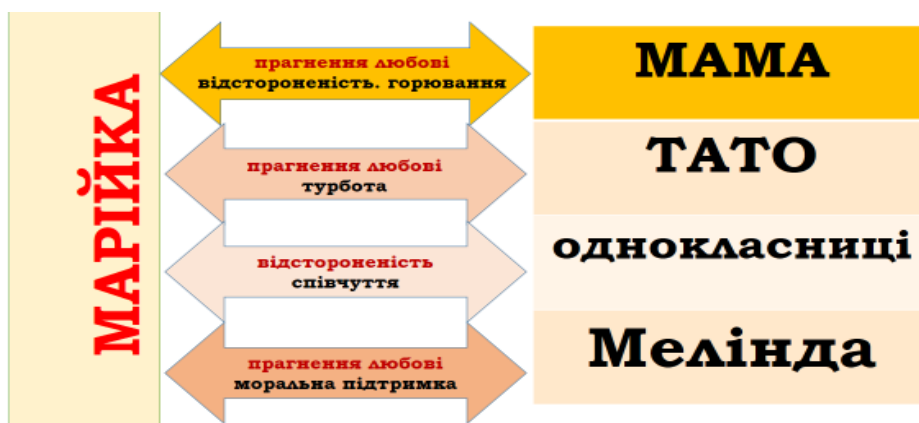 МАРІЙКА
прагнення любові
відстороненість. горювання
МАМА
прагнення любові
турбота
ТАТО
відстороненість
співчуття
однокласниці
прагнення любові
моральна підтримка
Мелінда